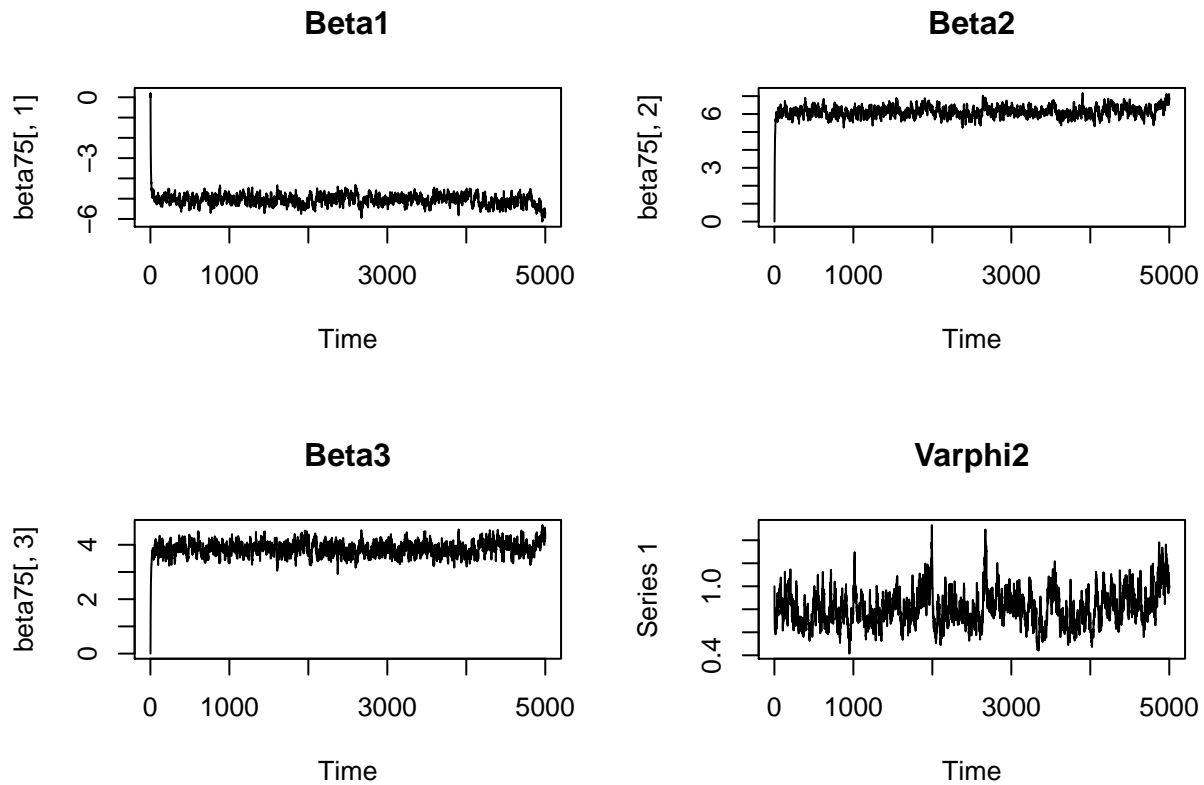 Beta1
beta75[, 1]
0
−3
−6
0 1000 3000 5000
Time
Beta2
beta75[, 2]
6
3
0
0 1000 3000 5000
Time
Beta3
beta75[, 3]
4
2
0
0 1000 3000 5000
Time
Varphi2
Series 1
1.0
0.4
0 1000 3000 5000
Time